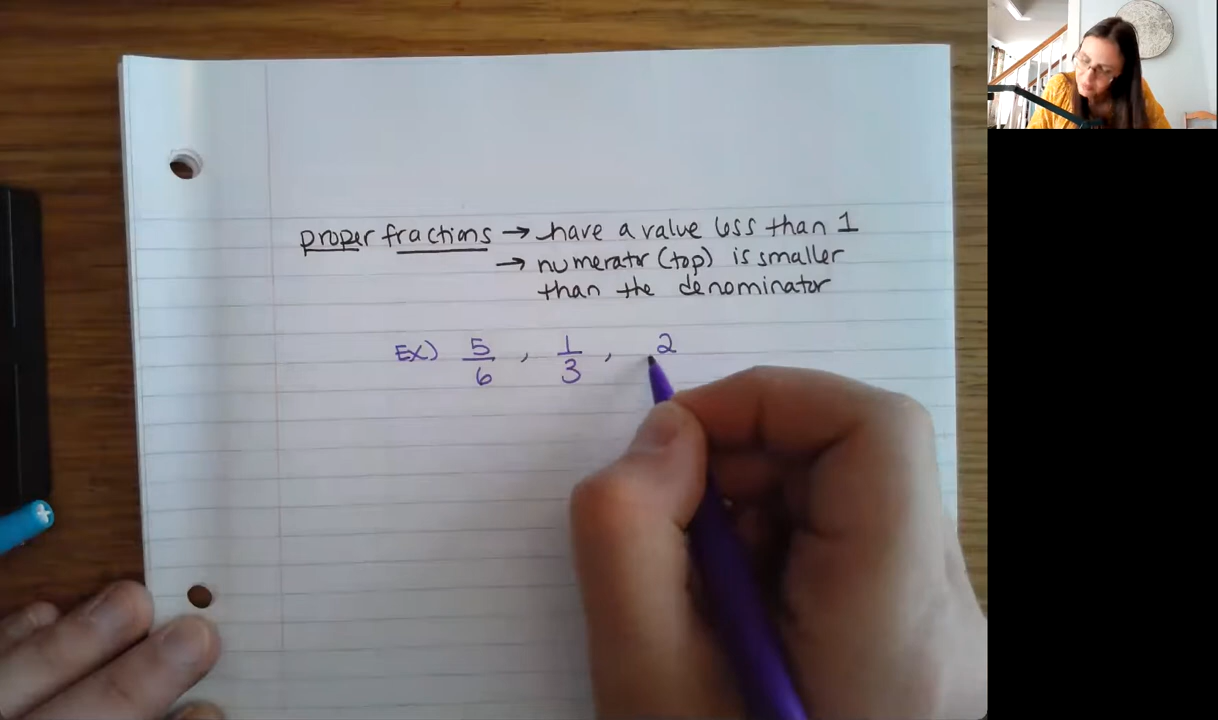 proper fractions → have a value less than 1
→ numerator (top) is smaller
than the denominator
Ex) 5/6 , 1/3 , 2